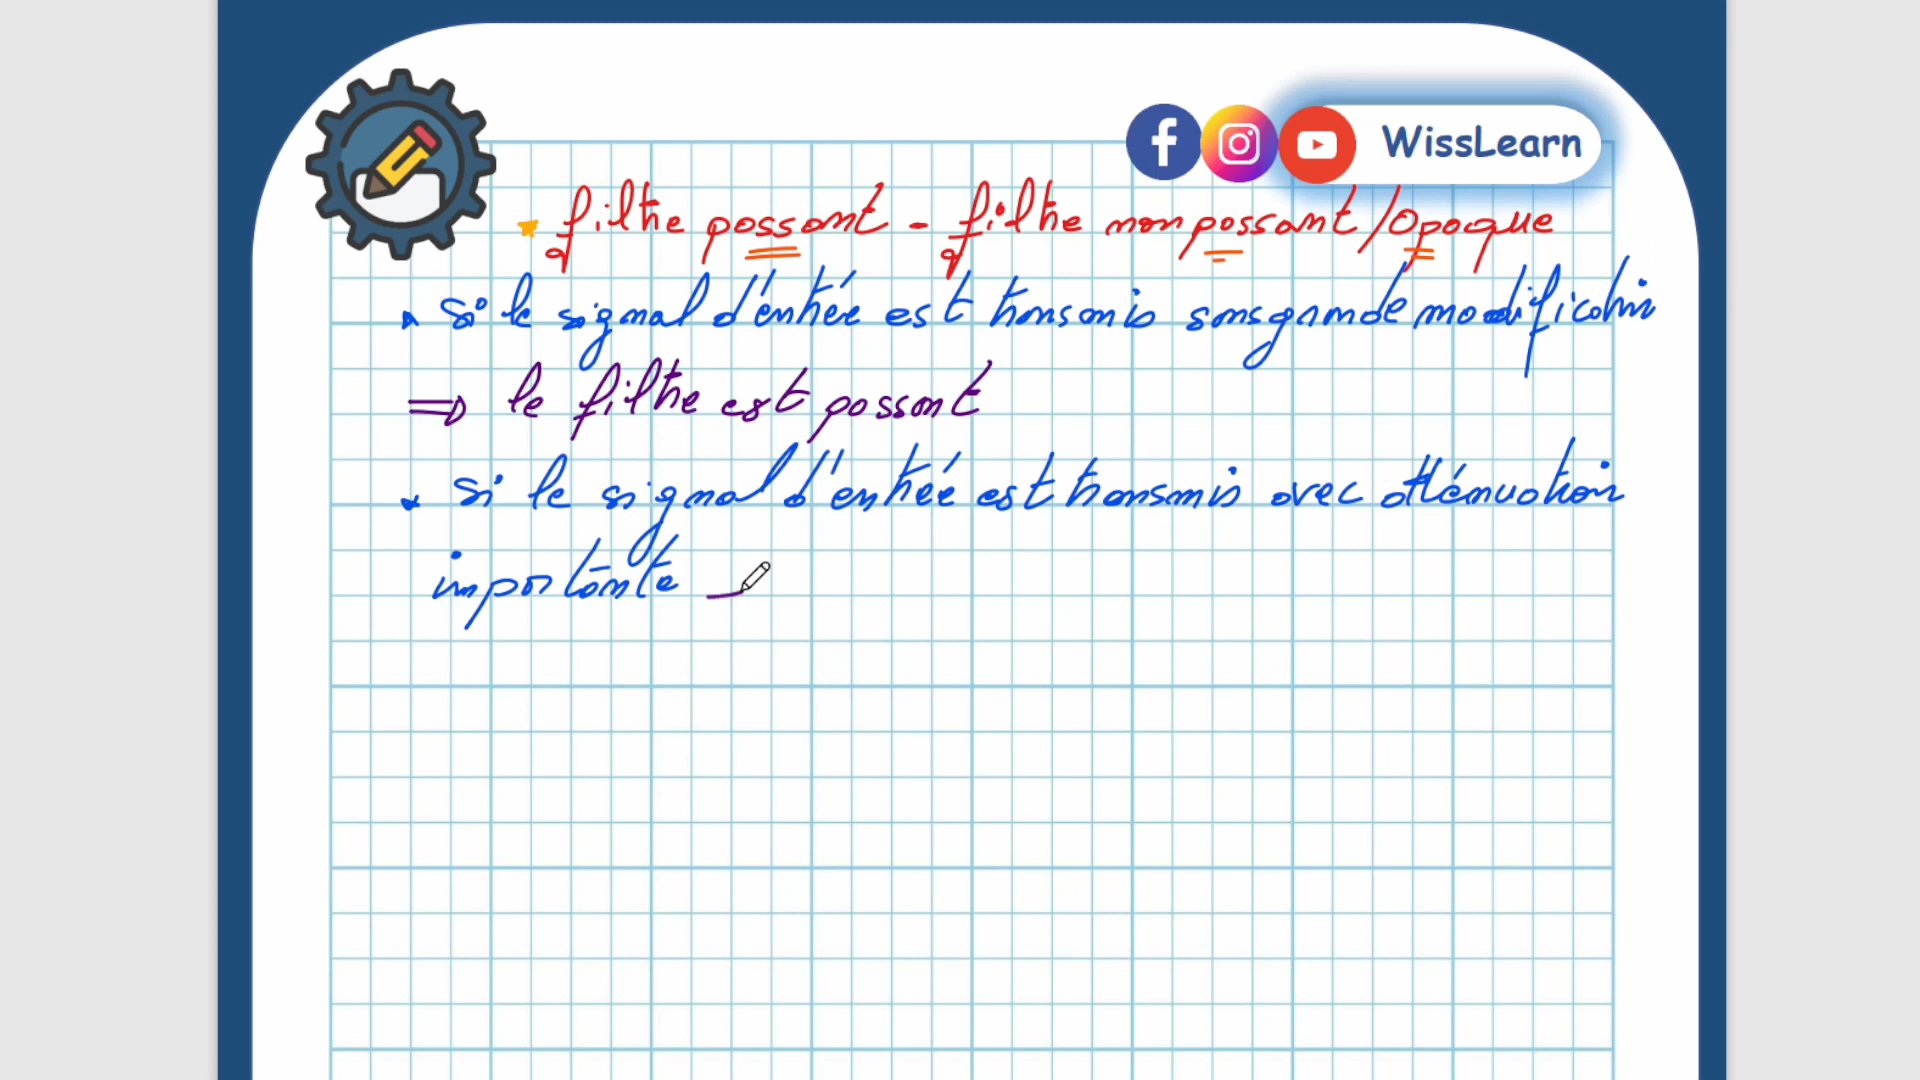 WissLearn
* filtre passant - filtre non passant/Opaque
* si le signal d'entrée est transmis sans grande modification
⇒ le filtre est passant
* si le signal d'entrée est transmis avec atténuation
importante